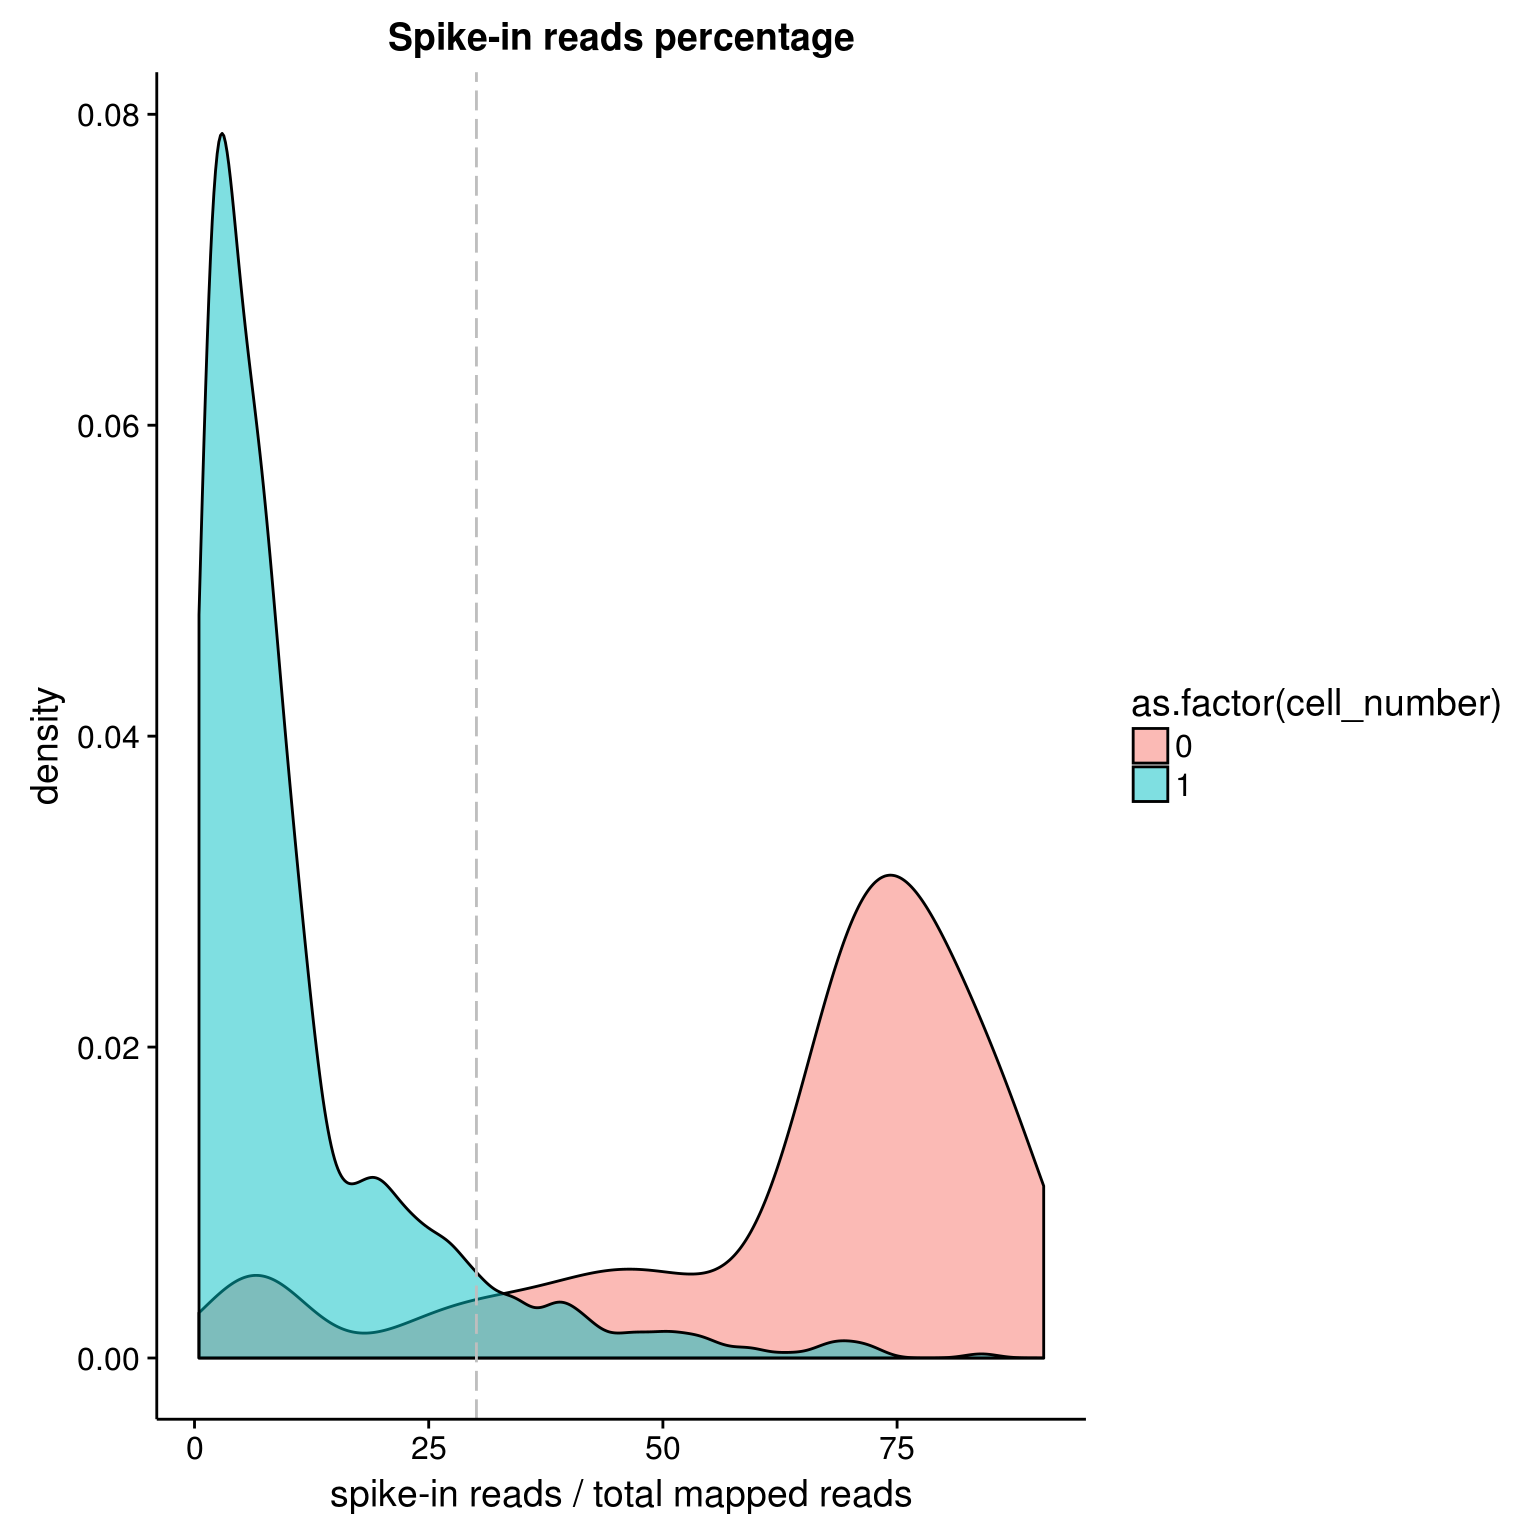 Spike-in reads percentage
0.08
0.06
0.04
0.02
0.00
density
0 25 50 75
spike-in reads / total mapped reads
as.factor(cell_number)
0
1